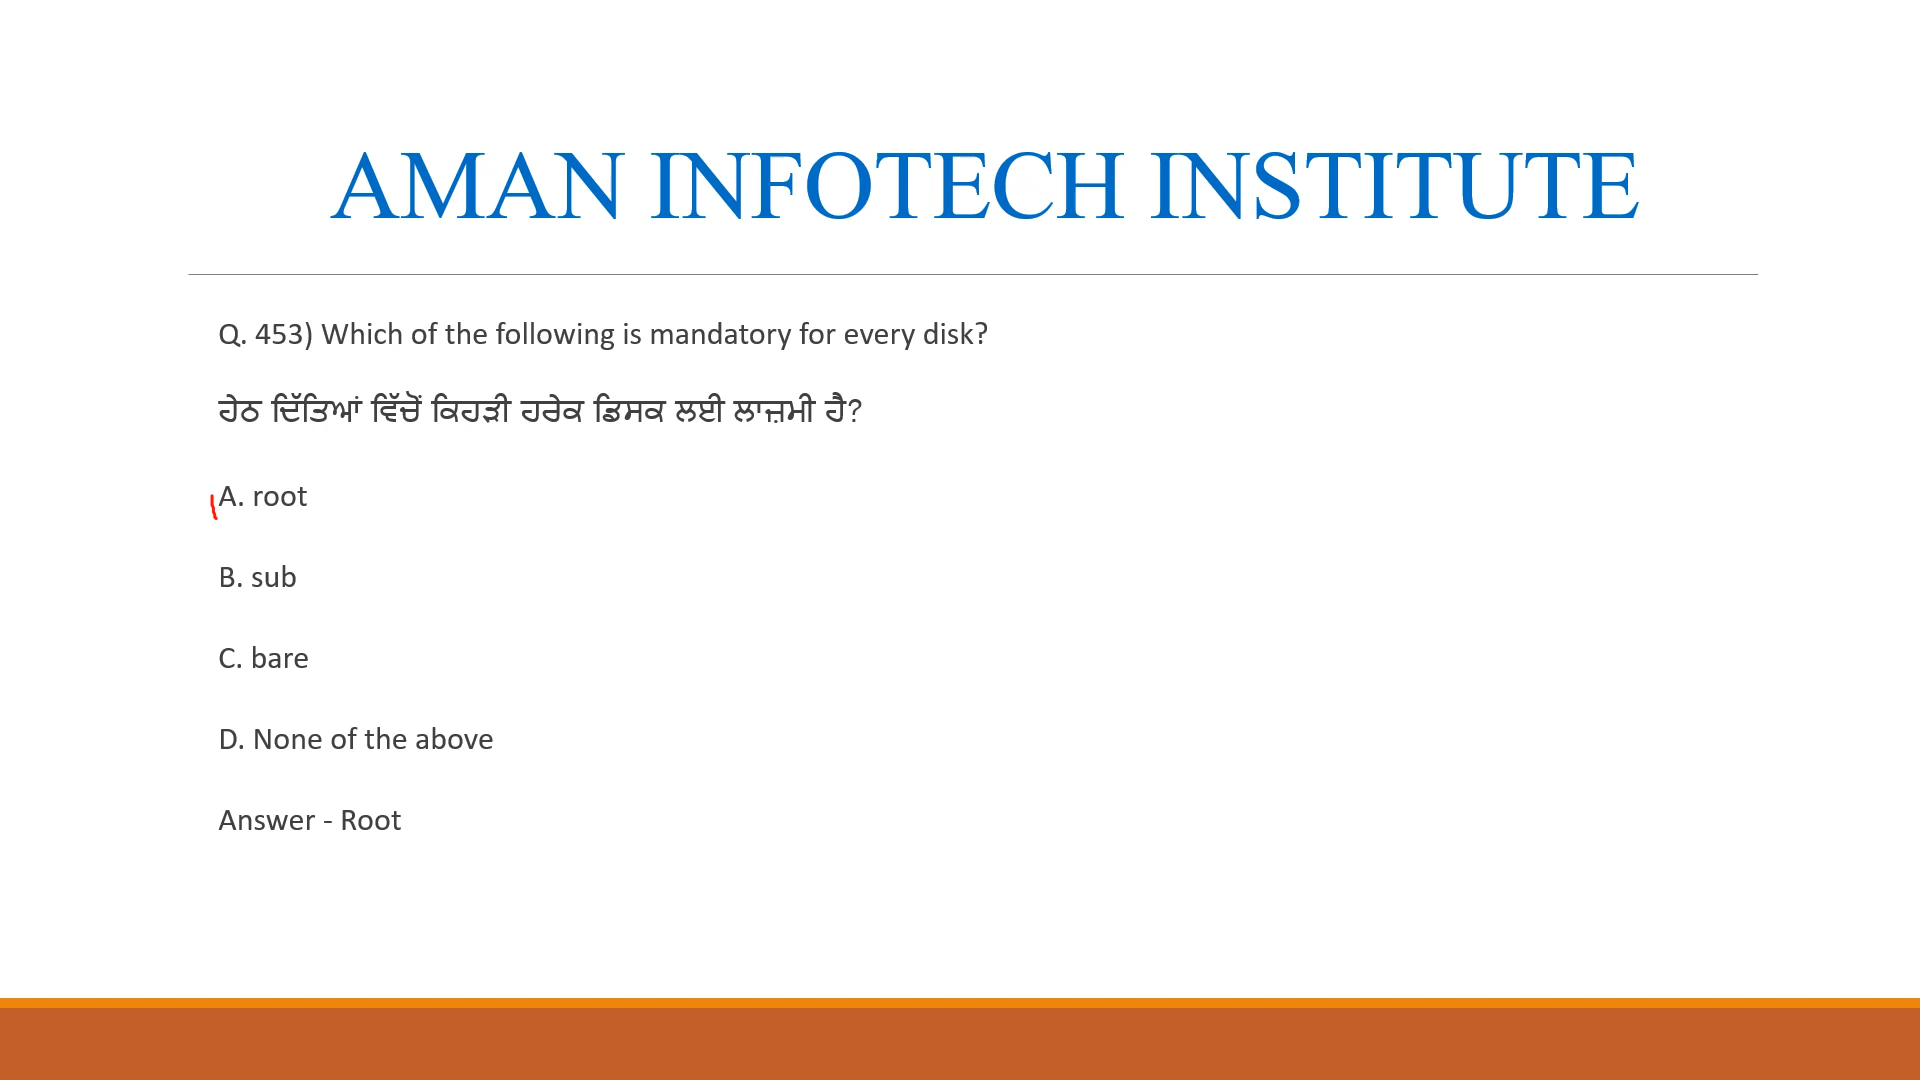 AMAN INFOTECH INSTITUTE
Q. 453) Which of the following is mandatory for every disk?
ਹੇਠ ਦਿੱਤਿਆਂ ਵਿੱਚੋਂ ਕਿਹੜੀ ਹਰੇਕ ਡਿਸਕ ਲਈ ਲਾਜ਼ਮੀ ਹੈ?
A. root
B. sub
C. bare
D. None of the above
Answer - Root